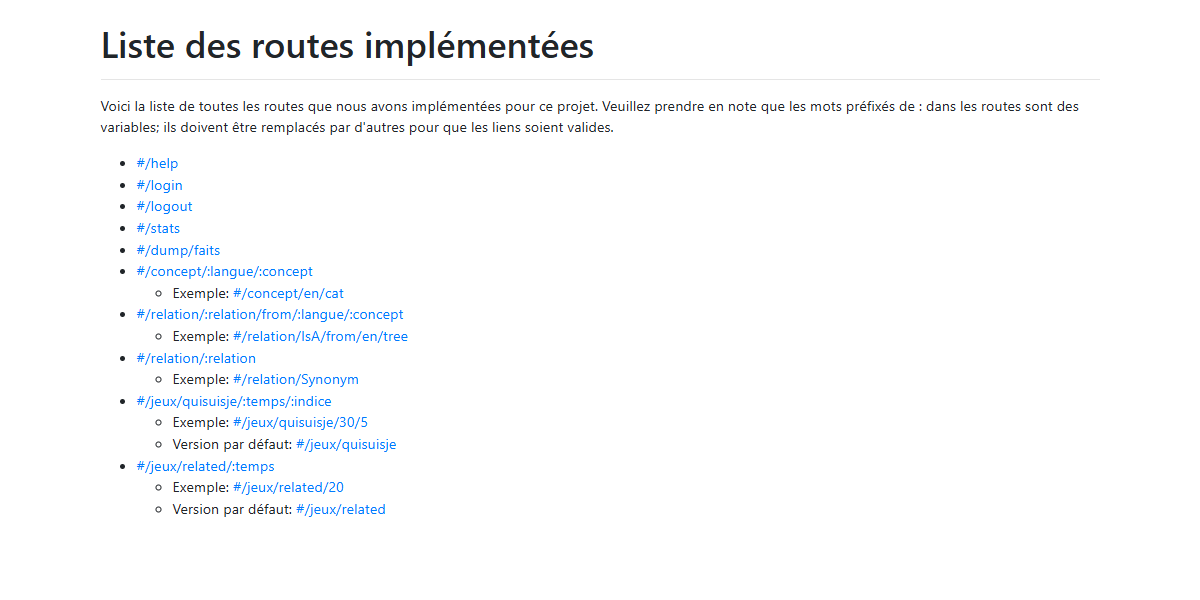 Liste des routes implémentées
Voici la liste de toutes les routes que nous avons implémentées pour ce projet. Veuillez prendre en note que les mots préfixés de : dans les routes sont des
variables; ils doivent être remplacés par d'autres pour que les liens soient valides.
#/help
#/login
#/logout
#/stats
#/dump/faits
#/concept/:langue/:concept
Exemple: #/concept/en/cat
#/relation/:relation/from/:langue/:concept
Exemple: #/relation/IsA/from/en/tree
#/relation/:relation
Exemple: #/relation/Synonym
#/jeux/quisuisje/:temps/:indice
Exemple: #/jeux/quisuisje/30/5
Version par défaut: #/jeux/quisuisje
#/jeux/related/:temps
Exemple: #/jeux/related/20
Version par défaut: #/jeux/related